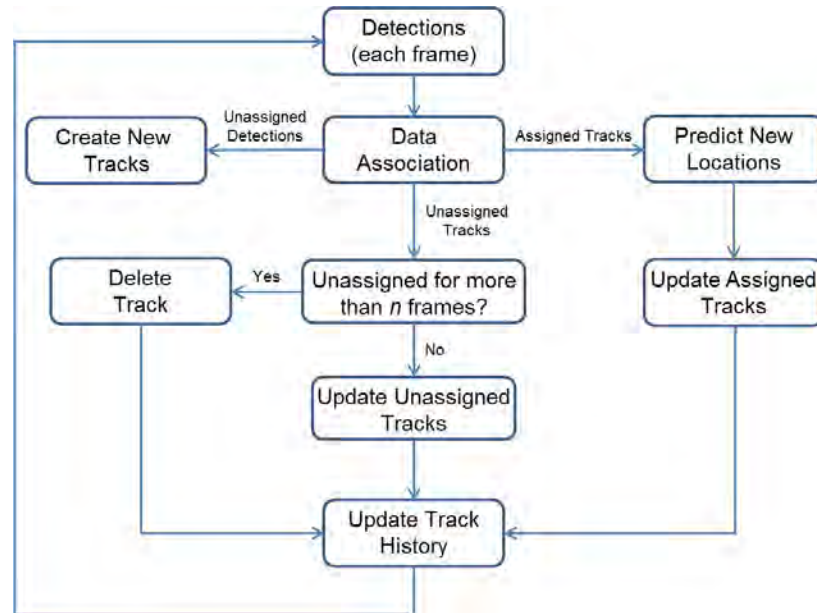 Detections
(each frame)
Unassigned
Detections
Create New
Tracks
Data
Association
Assigned Tracks
Predict New
Locations
Unassigned
Tracks
Delete
Track
Yes
Unassigned for more
than n frames?
Update Assigned
Tracks
No
Update Unassigned
Tracks
Update Track
History